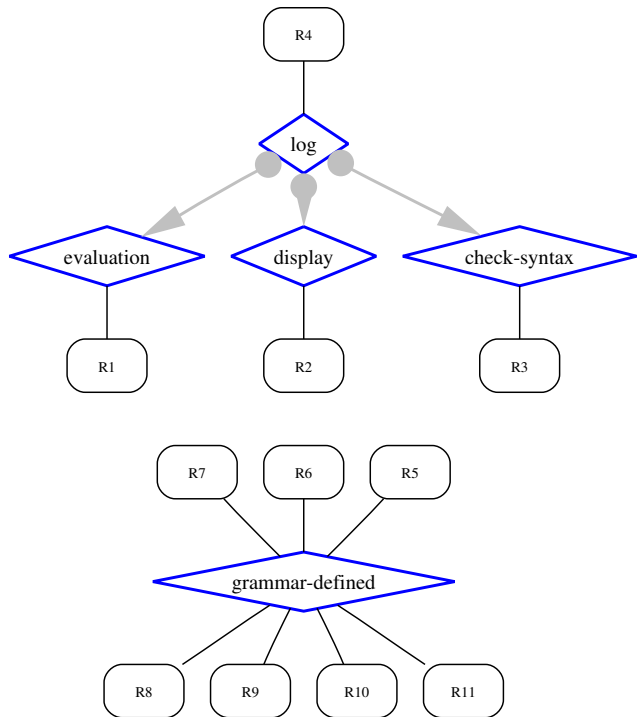 R4
log
evaluation
display
check-syntax
R1
R2
R3
R7
R6
R5
grammar-defined
R8
R9
R10
R11